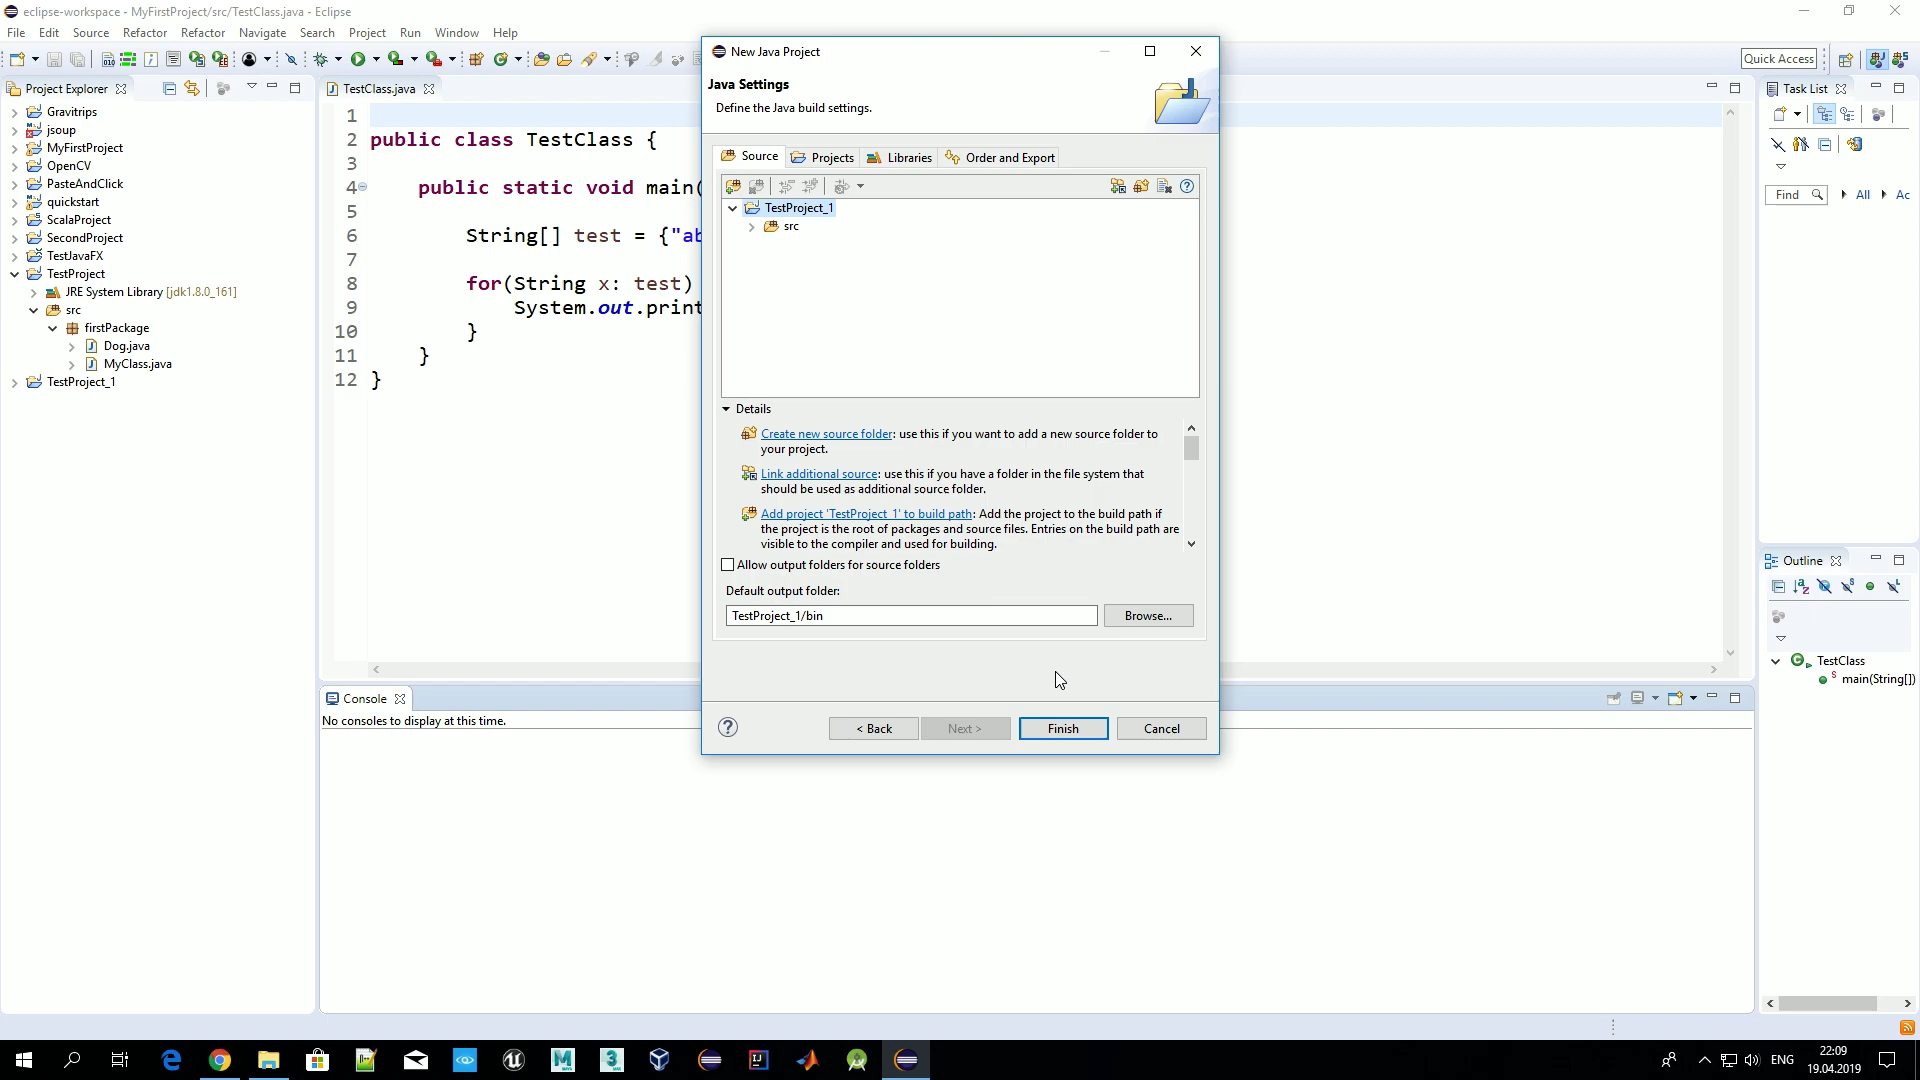 eclipse-workspace - MyFirstProject/src/TestClass.java - Eclipse
File Edit Source Refactor Refactor Navigate Search Project Run Window Help
Quick Access
Project Explorer
Gravitrips
jsoup
MyFirstProject
OpenCV
PasteAndClick
quickstart
ScalaProject
SecondProject
TestJavaFX
TestProject
JRE System Library [jdk1.8.0_161]
src
firstPackage
Dog.java
MyClass.java
TestProject_1
TestClass.java
1
2 public class TestClass {
3
4 public static void main(
5
6 String[] test = {"ab
7
8 for(String x: test)
9 System.out.print
10 }
11 }
12 }
New Java Project
Java Settings
Define the Java build settings.
Source Projects Libraries Order and Export
TestProject_1
src
Details
Create new source folder: use this if you want to add a new source folder to
your project.
Link additional source: use this if you have a folder in the file system that
should be used as additional source folder.
Add project 'TestProject_1' to build path: Add the project to the build path if
the project is the root of packages and source files. Entries on the build path are
visible to the compiler and used for building.
Allow output folders for source folders
Default output folder:
TestProject_1/bin Browse...
< Back Next > Finish Cancel
Task List
Find All Ac
Outline
TestClass
main(String[])
Console
No consoles to display at this time.
ENG
22:09
19.04.2019